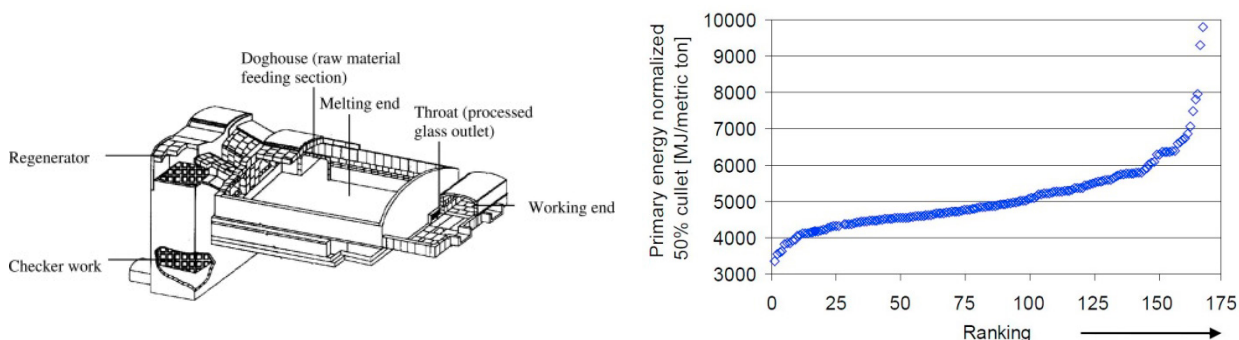 Doghouse (raw material
feeding section)
Melting end
Throat (processed
glass outlet)
Regenerator
Working end
Checker work
Primary energy normalized
50% cullet [MJ/metric ton]
10000
9000
8000
7000
6000
5000
4000
3000
0
25
50
75
100
125
150
175
Ranking